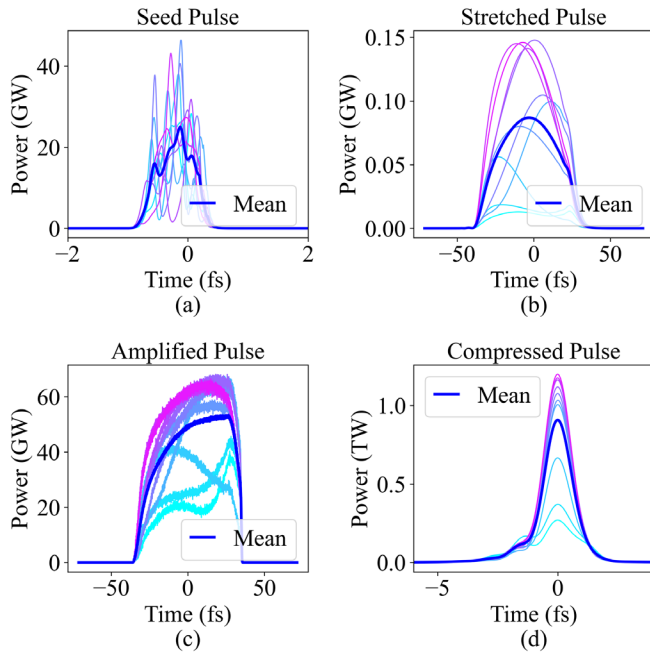 Seed Pulse
Power (GW)
40
20
0
Mean
−2
0
2
Time (fs)
(a)
Stretched Pulse
Power (GW)
0.15
0.10
0.05
0.00
Mean
−50
0
50
Time (fs)
(b)
Amplified Pulse
Power (GW)
60
40
20
0
Mean
−50
0
50
Time (fs)
(c)
Compressed Pulse
Power (TW)
1.0
0.5
0.0
Mean
−5
0
Time (fs)
(d)